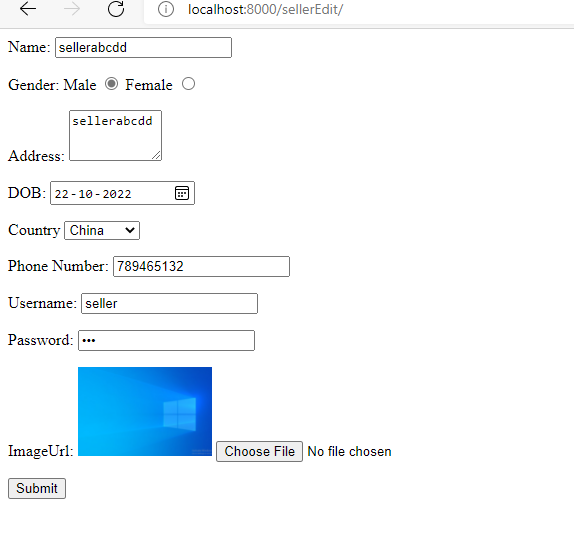 localhost:8000/sellerEdit/
Name: sellerabcdd
Gender: Male Female
sellerabcdd
Address:
DOB: 22-10-2022
Country China
Phone Number: 789465132
Username: seller
Password: •••
ImageUrl: Choose File No file chosen
Submit